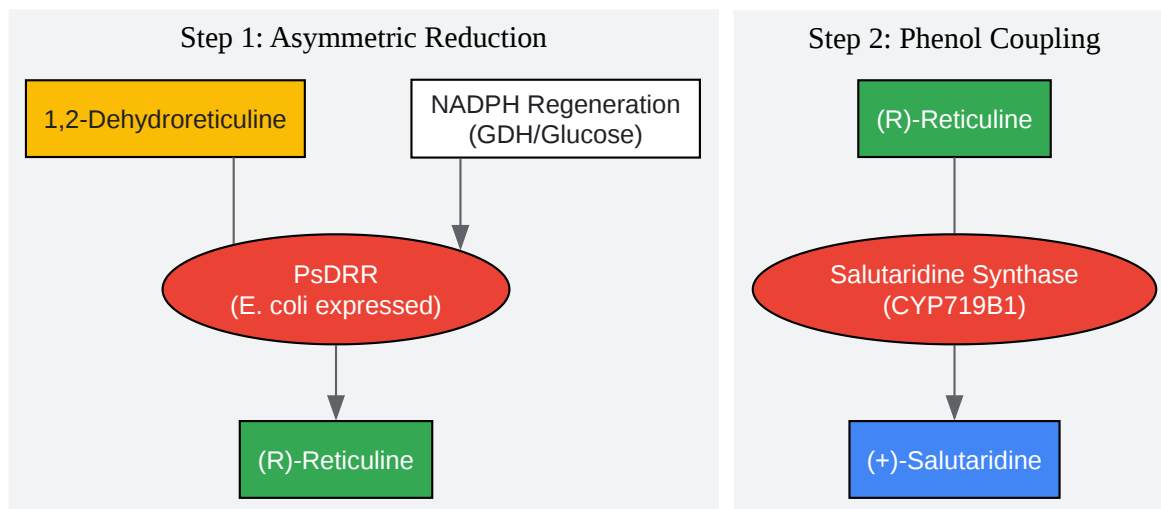 Step 1: Asymmetric Reduction
1,2-Dehydroreticuline
NADPH Regeneration
(GDH/Glucose)
PsDRR
(E. coli expressed)
(R)-Reticuline
Step 2: Phenol Coupling
(R)-Reticuline
Salutaridine Synthase
(CYP719B1)
(+)-Salutaridine